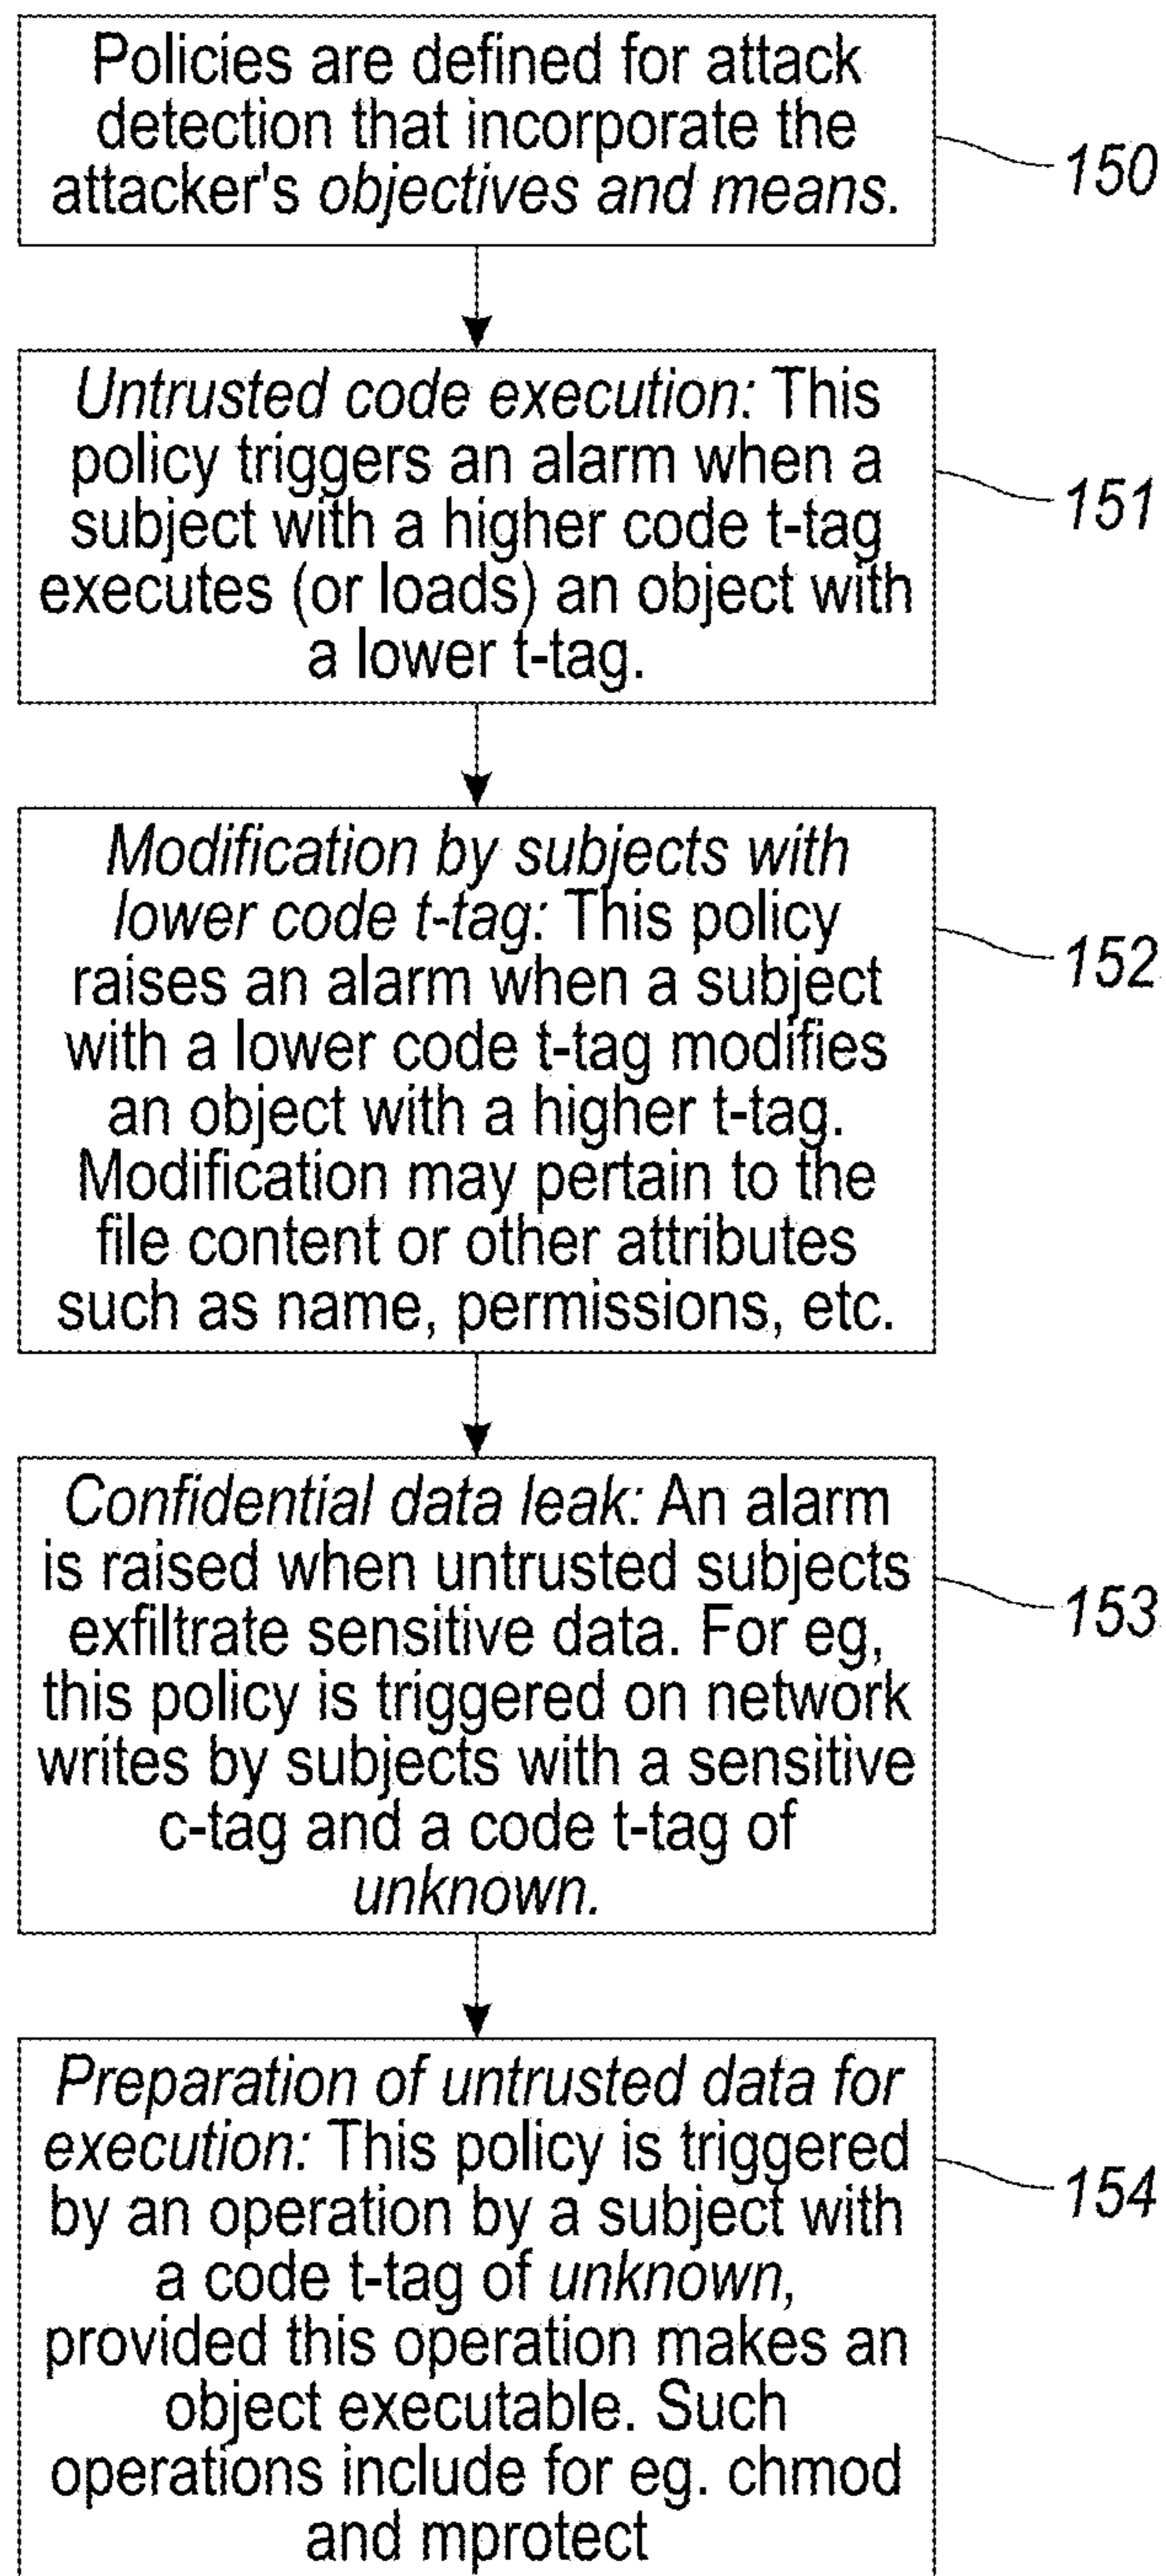 Policies are defined for attack
detection that incorporate the
attacker's objectives and means.
150
Untrusted code execution: This
policy triggers an alarm when a
subject with a higher code t-tag
executes (or loads) an object with
a lower t-tag.
151
Modification by subjects with
lower code t-tag: This policy
raises an alarm when a subject
with a lower code t-tag modifies
an object with a higher t-tag.
Modification may pertain to the
file content or other attributes
such as name, permissions, etc.
152
Confidential data leak: An alarm
is raised when untrusted subjects
exfiltrate sensitive data. For eg,
this policy is triggered on network
writes by subjects with a sensitive
c-tag and a code t-tag of
unknown.
153
Preparation of untrusted data for
execution: This policy is triggered
by an operation by a subject with
a code t-tag of unknown,
provided this operation makes an
object executable. Such
operations include for eg. chmod
and mprotect
154